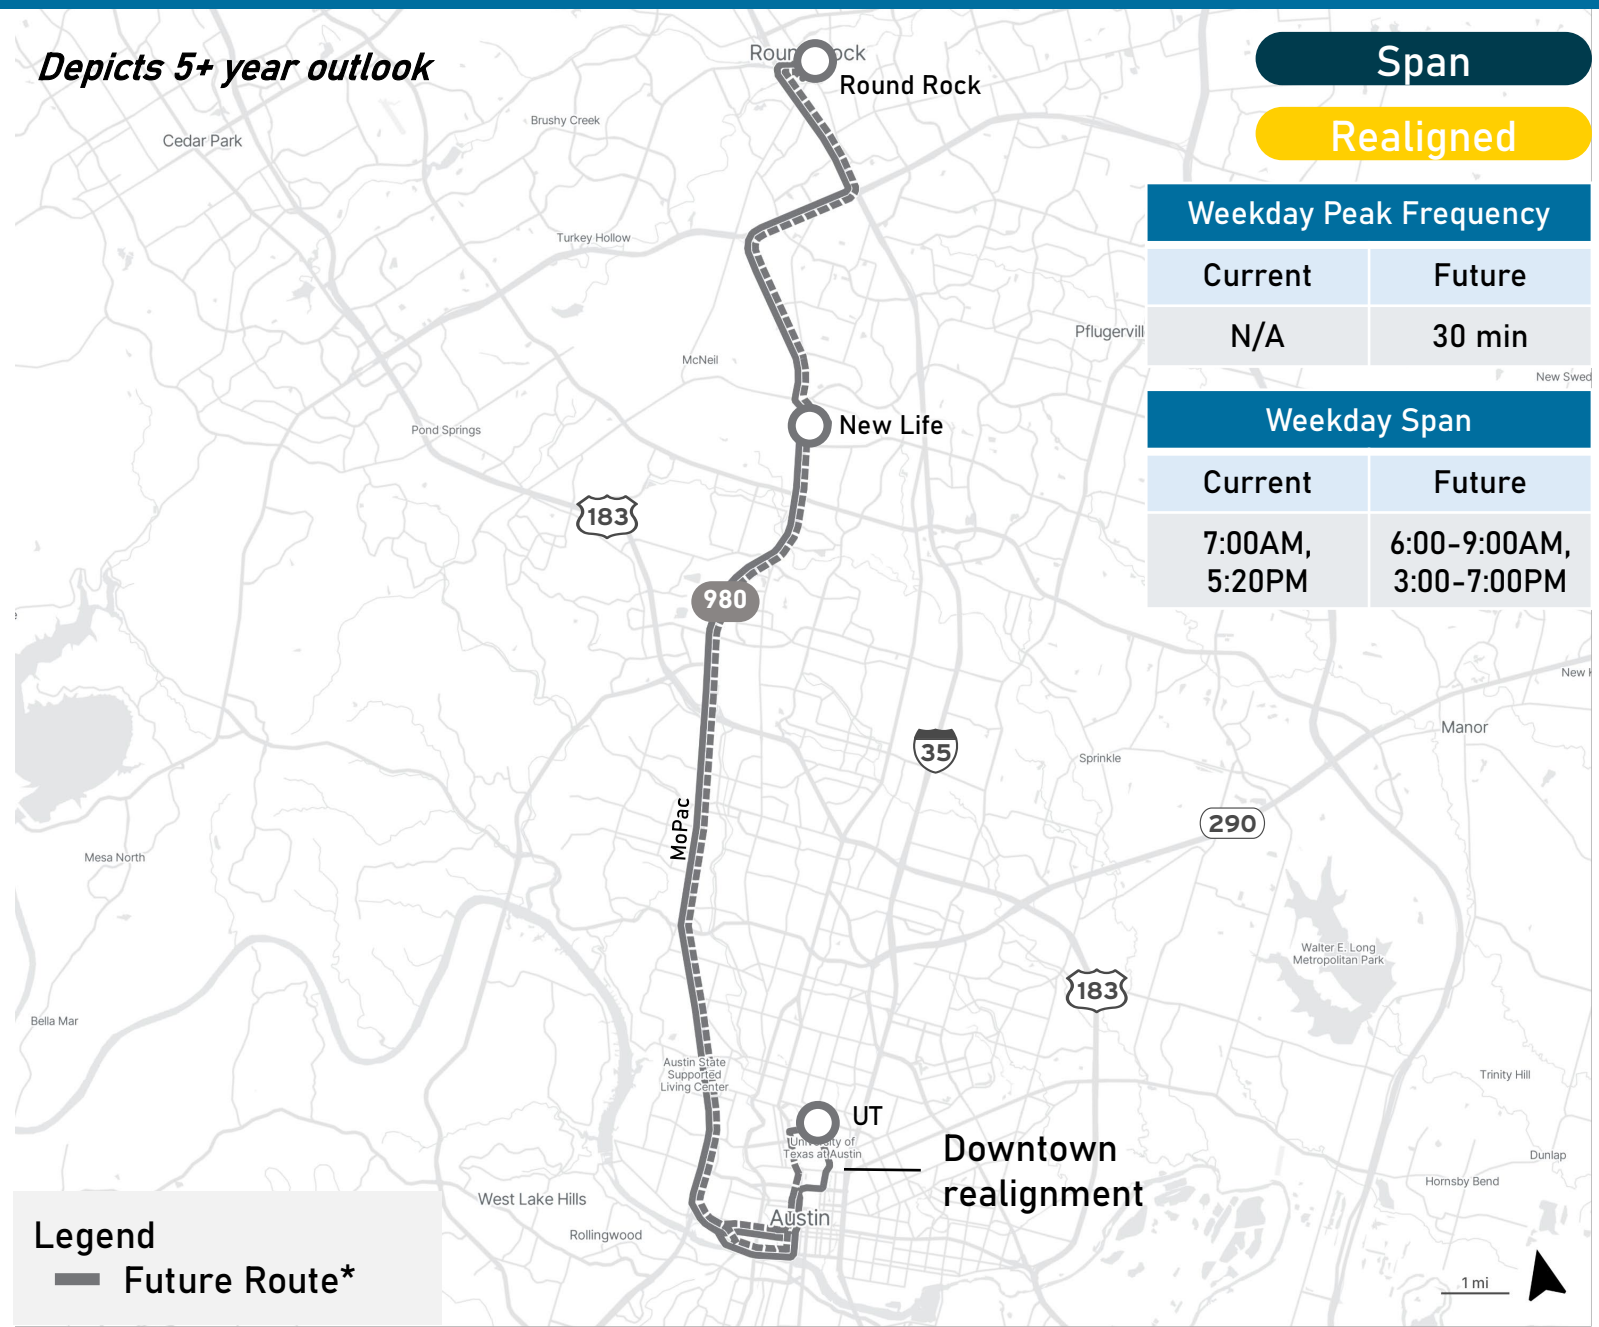 Depicts 5+ year outlook
Span
Realigned
Weekday Peak Frequency
Current Future
N/A 30 min
Weekday Span
Current Future
7:00AM, 6:00-9:00AM,
5:20PM 3:00-7:00PM
Round Rock
Cedar Park
Brushy Creek
Turkey Hollow
McNeil
New Life
Pond Springs
183
980
35
MoPac
Sprinkle
Manor
290
Mesa North
Walter E. Long
Metropolitan Park
183
Bella Mar
Austin State
Supported
Living Center
Trinity Hill
UT
Texas at Austin
Downtown
realignment
Dunlap
Hornsby Bend
West Lake Hills
Rollingwood
Austin
Legend
Future Route*
1 mi